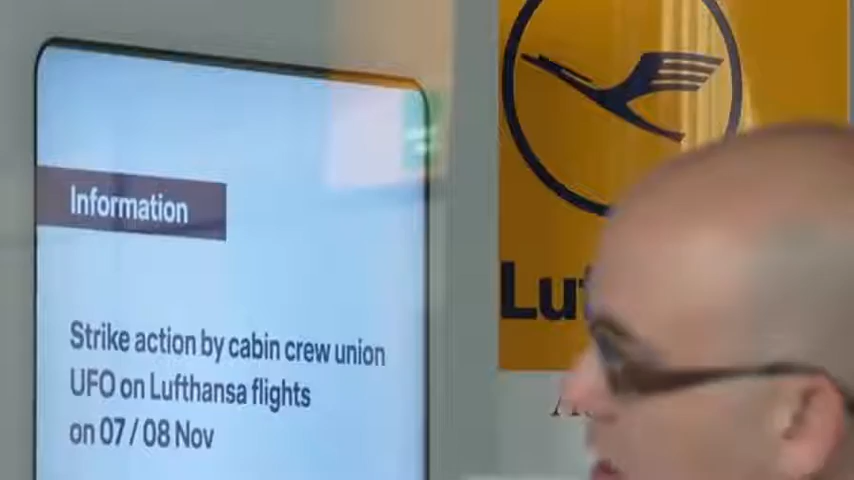 Information
Strike action by cabin crew union
UFO on Lufthansa flights
on 07 / 08 Nov
Luf